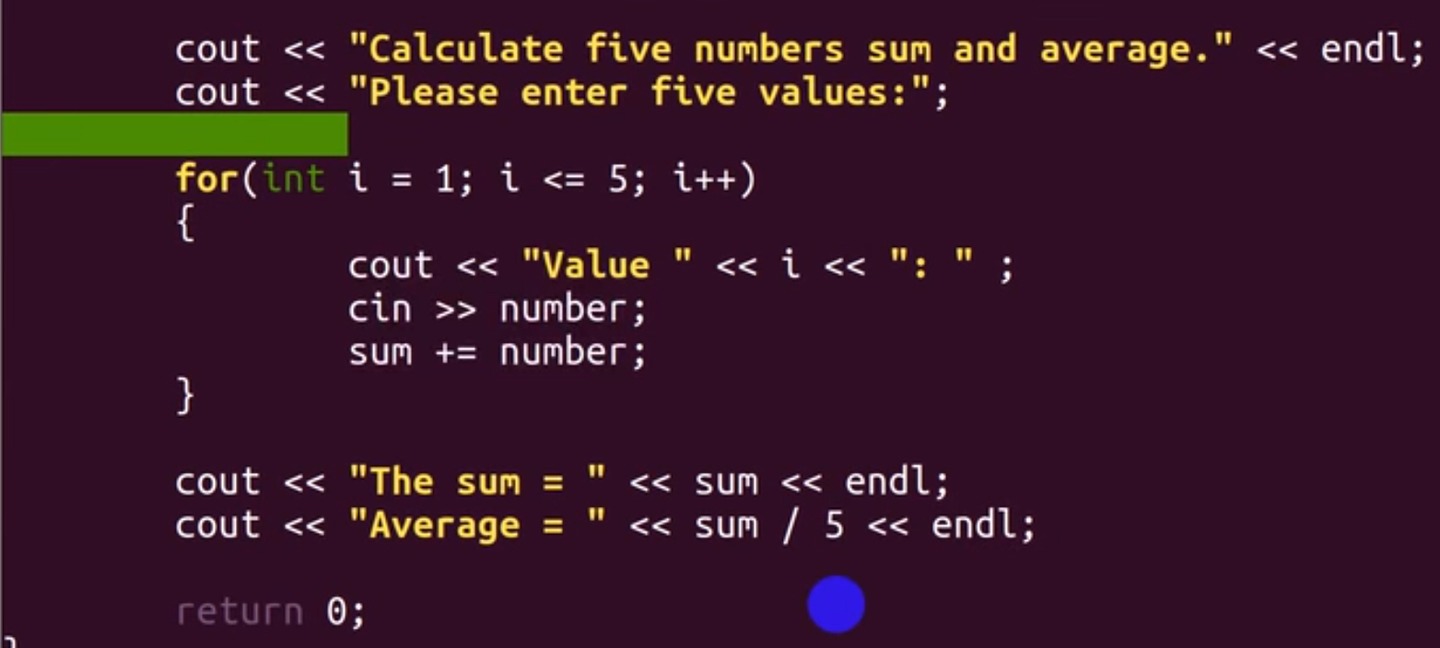 cout << "Calculate five numbers sum and average." << endl;
cout << "Please enter five values:";
for(int i = 1; i <= 5; i++)
{
cout << "Value " << i << ": " ;
cin >> number;
sum += number;
}
cout << "The sum = " << sum << endl;
cout << "Average = " << sum / 5 << endl;
return 0;
}